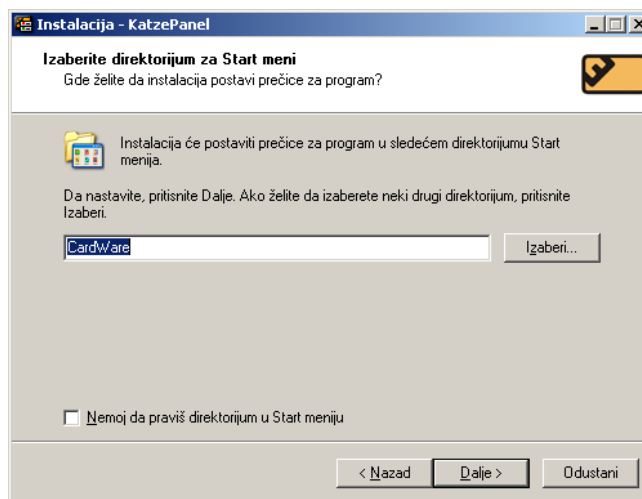 Instalacija - KatzePanel
Izaberite direktorijum za Start meni
Gde želite da instalacija postavi prečice za program?
Instalacija će postaviti prečice za program u sledećem direktorijumu Start
menija.
Da nastavite, pritisnite Dalje. Ako želite da izaberete neki drugi direktorijum, pritisnite
Izaberi.
CardWare
Izaberi...
Nemoj da praviš direktorijum u Start meniju
< Nazad
Dalje >
Odustani